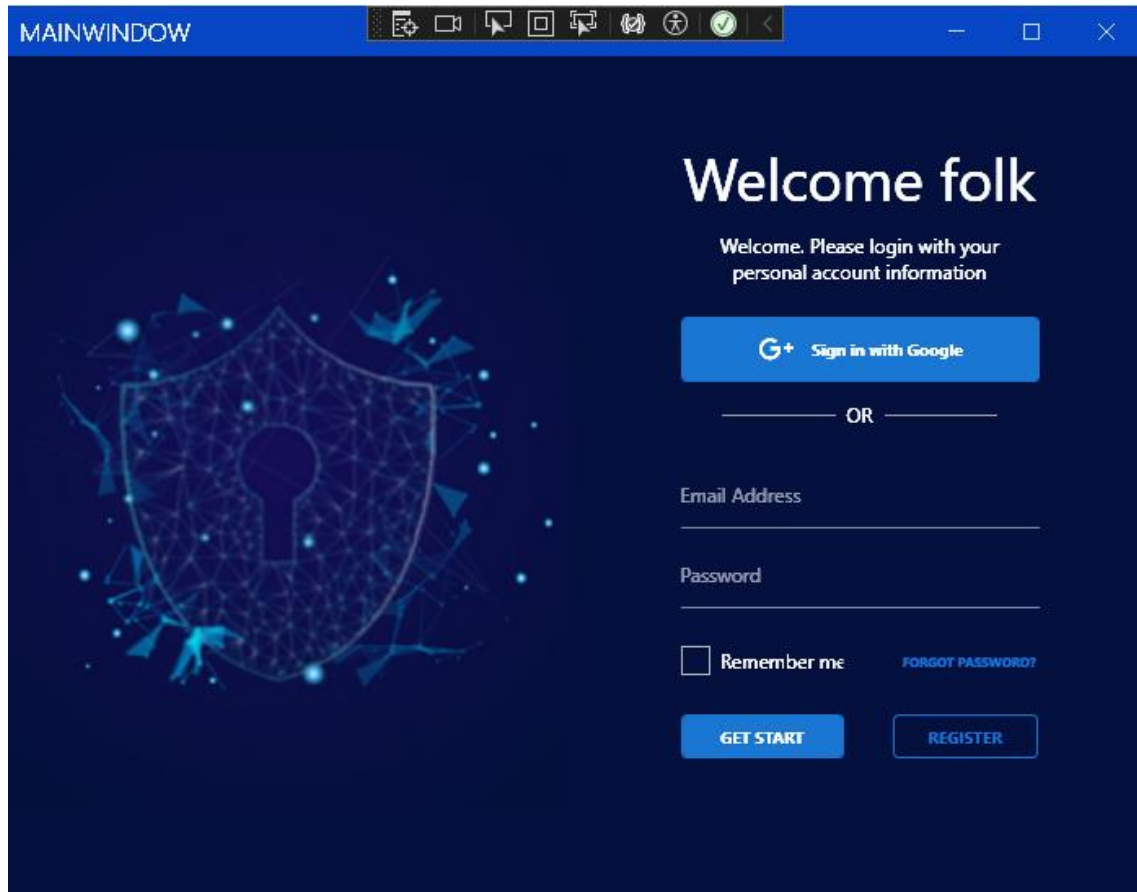 MAINWINDOW
Welcome folk
Welcome. Please login with your
personal account information
G+ Sign in with Google
OR
Email Address
Password
Remember me FORGOT PASSWORD?
GET START REGISTER